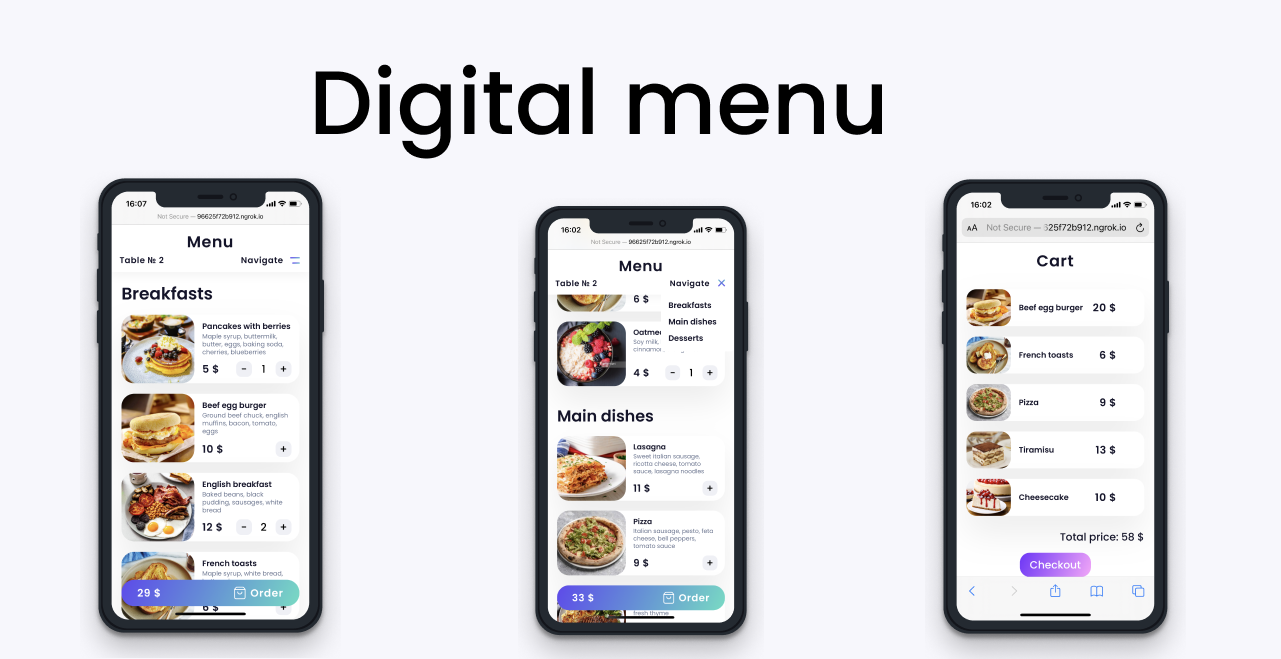 Digital menu
16:07
Not Secure — 96625f72b912.ngrok.io
Menu
Table № 2
Navigate
Breakfasts
Pancakes with berries
Maple syrup, buttermilk,
butter, eggs, baking soda,
cherries, blueberries
5 $
-
1
+
Beef egg burger
Ground beef chuck, english
muffins, bacon, tomato,
eggs
10 $
+
English breakfast
Baked beans, black
pudding, sausages, white
bread
12 $
-
2
+
French toasts
Maple syrup, white bread,
29 $
Order
6 $
+
16:02
Not Secure — 96625f72b912.ngrok.io
Menu
Table № 2
Navigate
6 $
Breakfasts
Main dishes
Desserts
Soy milk,
4 $
-
1
+
Main dishes
Lasagna
Sweet italian sausage,
ricotta cheese, tomato
sauce, lasagna noodles
11 $
+
Pizza
Italian sausage, pesto, feta
cheese, bell peppers,
tomato sauce
9 $
+
33 $
Order
fresh thyme
16:02
AA
Not Secure — 625f72b912.ngrok.io
Cart
Beef egg burger
20 $
French toasts
6 $
Pizza
9 $
Tiramisu
13 $
Cheesecake
10 $
Total price: 58 $
Checkout